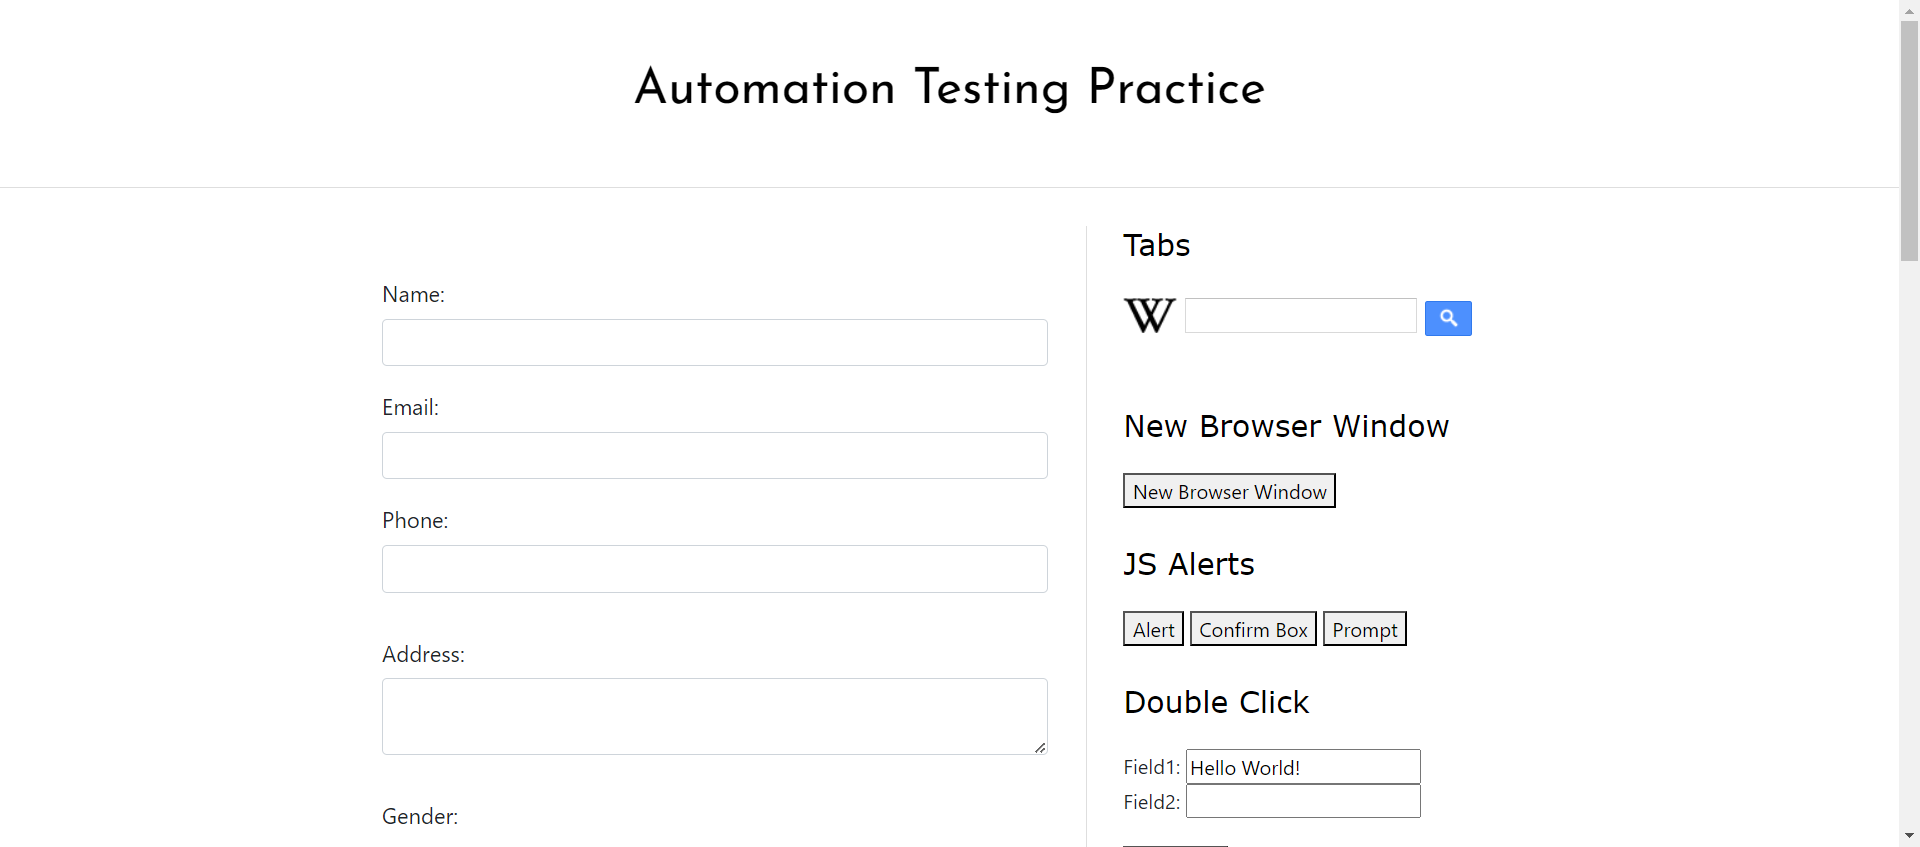 Automation Testing Practice
Name:
Email:
Phone:
Address:
Gender:
Tabs
W
New Browser Window
New Browser Window
JS Alerts
Alert Confirm Box Prompt
Double Click
Field1: Hello World!
Field2: